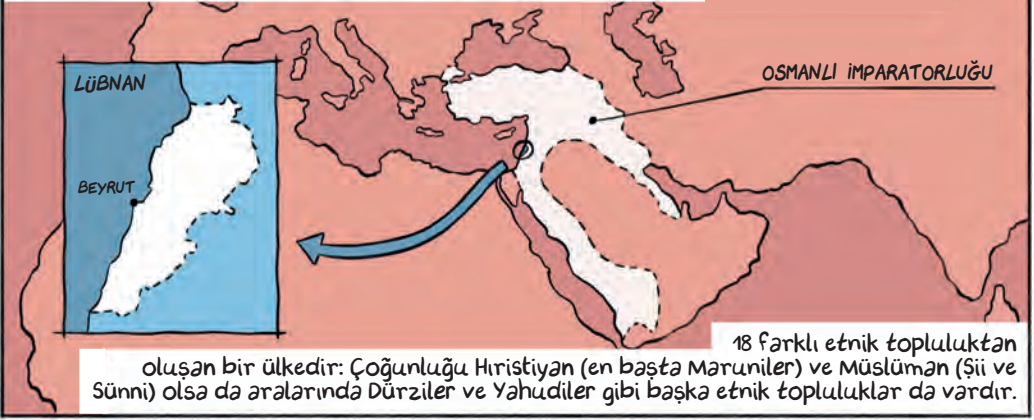 LÜBNAN
BEYRUT
OSMANLI İMPARATORLUĞU
18 farklı etnik topluluktan
oluşan bir ülkedir: Çoğunluğu Hıristiyan (en başta Maruniler) ve Müslüman (Şii ve
Sünni) olsa da aralarında Dürziler ve Yahudiler gibi başka etnik topluluklar da vardır.